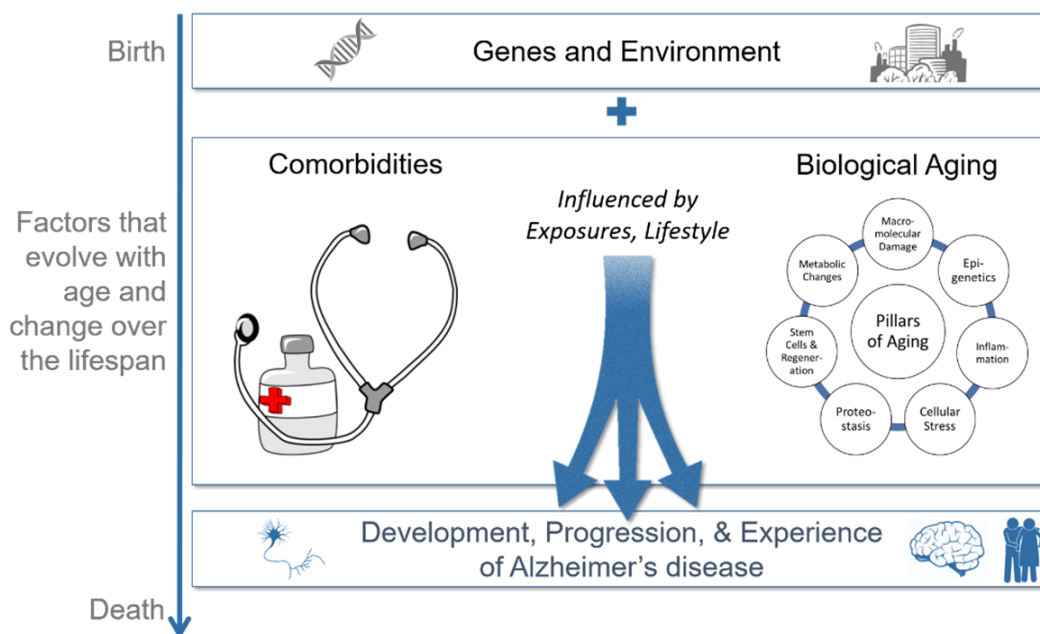 Birth
Genes and Environment
Factors that
evolve with
age and
change over
the lifespan
Comorbidities
Influenced by
Exposures, Lifestyle
Biological Aging
Macro-
molecular
Damage
Epi-
genetics
Inflam-
mation
Cellular
Stress
Proteo-
stasis
Stem
Cells &
Regener-
ation
Metabolic
Changes
Pillars
of Aging
Development, Progression, & Experience
of Alzheimer's disease
Death